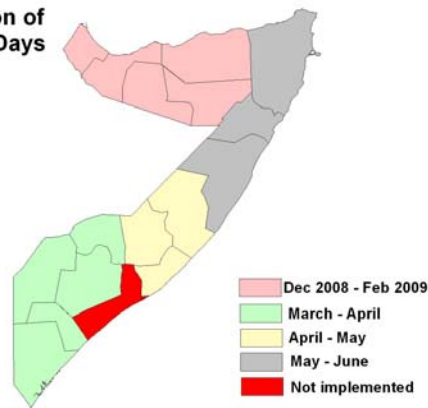 on of
Days
Dec 2008 - Feb 2009
March - April
April - May
May - June
Not implemented